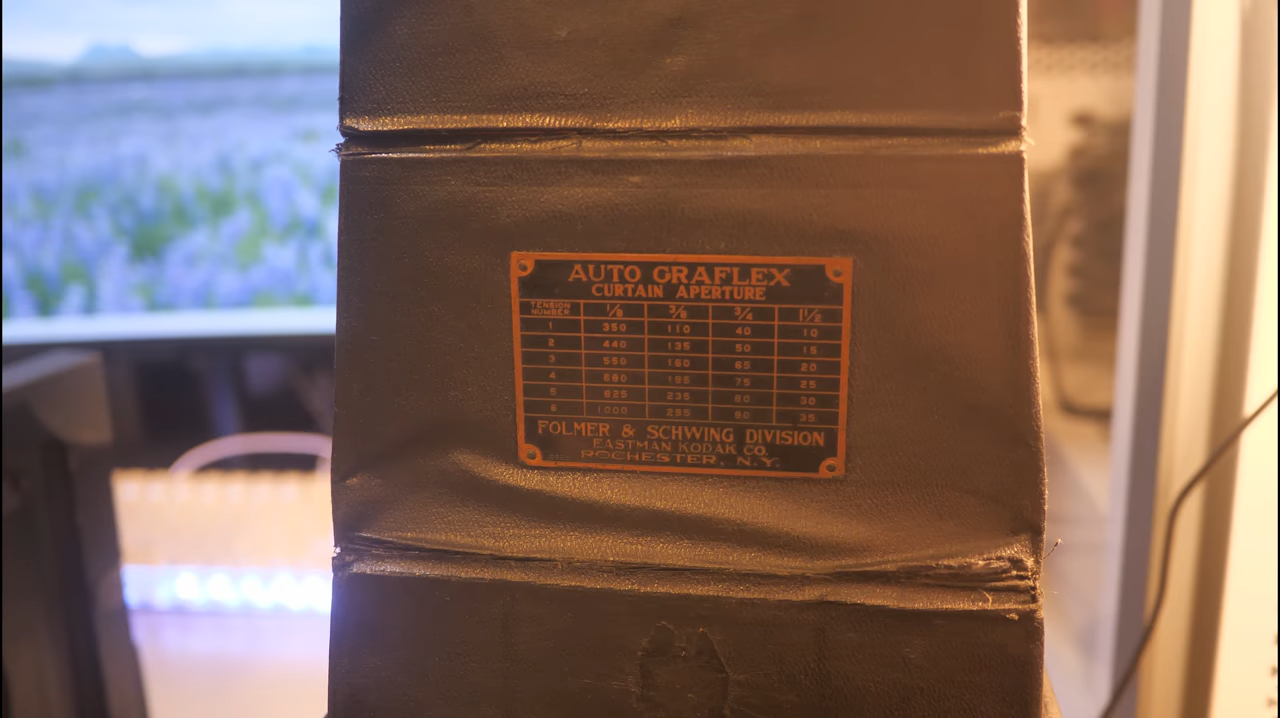 AUTO GRAFLEX
CURTAIN APERTURE
TENSION NUMBER 1/8 3/8 3/4 1 1/2
1 350 110 40 10
2 440 135 50 15
3 550 160 65 20
4 680 195 75 25
5 825 235 80 30
6 1000 295 90 35
FOLMER & SCHWING DIVISION
EASTMAN KODAK CO.
ROCHESTER, N.Y.